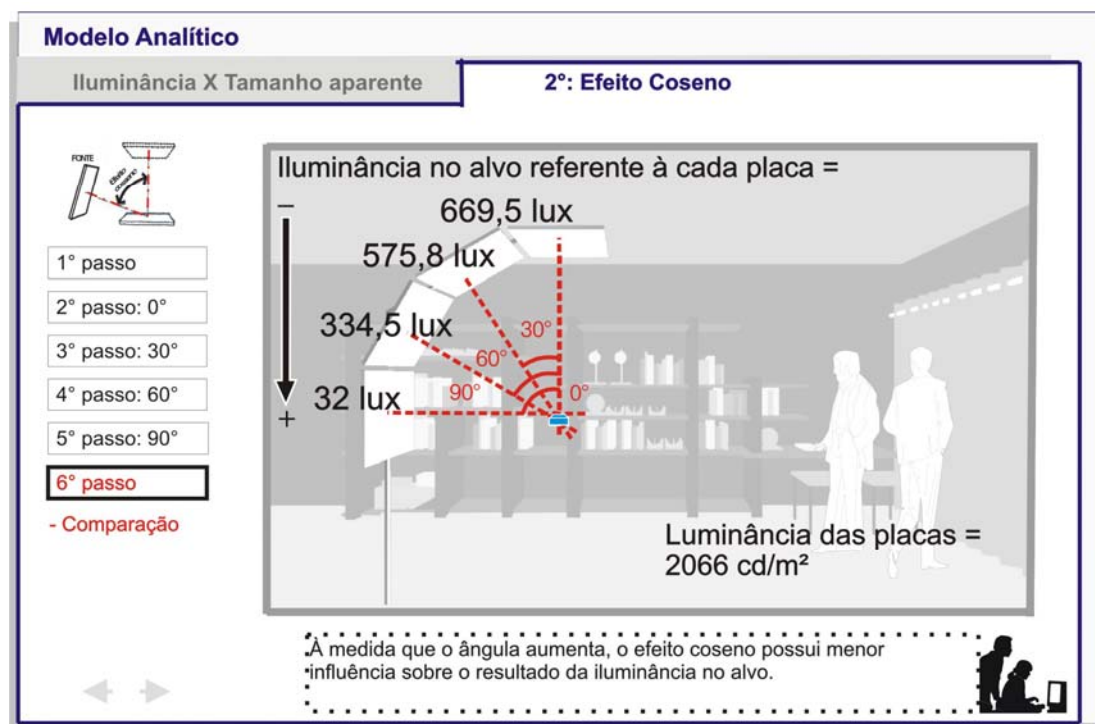 Modelo Analítico
Iluminância X Tamanho aparente
2°: Efeito Coseno
FONTE
Efeito
coseno
1° passo
2° passo: 0°
3° passo: 30°
4° passo: 60°
5° passo: 90°
6° passo
- Comparação
Iluminância no alvo referente à cada placa =
–
669,5 lux
575,8 lux
334,5 lux
32 lux
+
30°
60°
90°
0°
Luminância das placas =
2066 cd/m²
À medida que o ângula aumenta, o efeito coseno possui menor
influência sobre o resultado da iluminância no alvo.